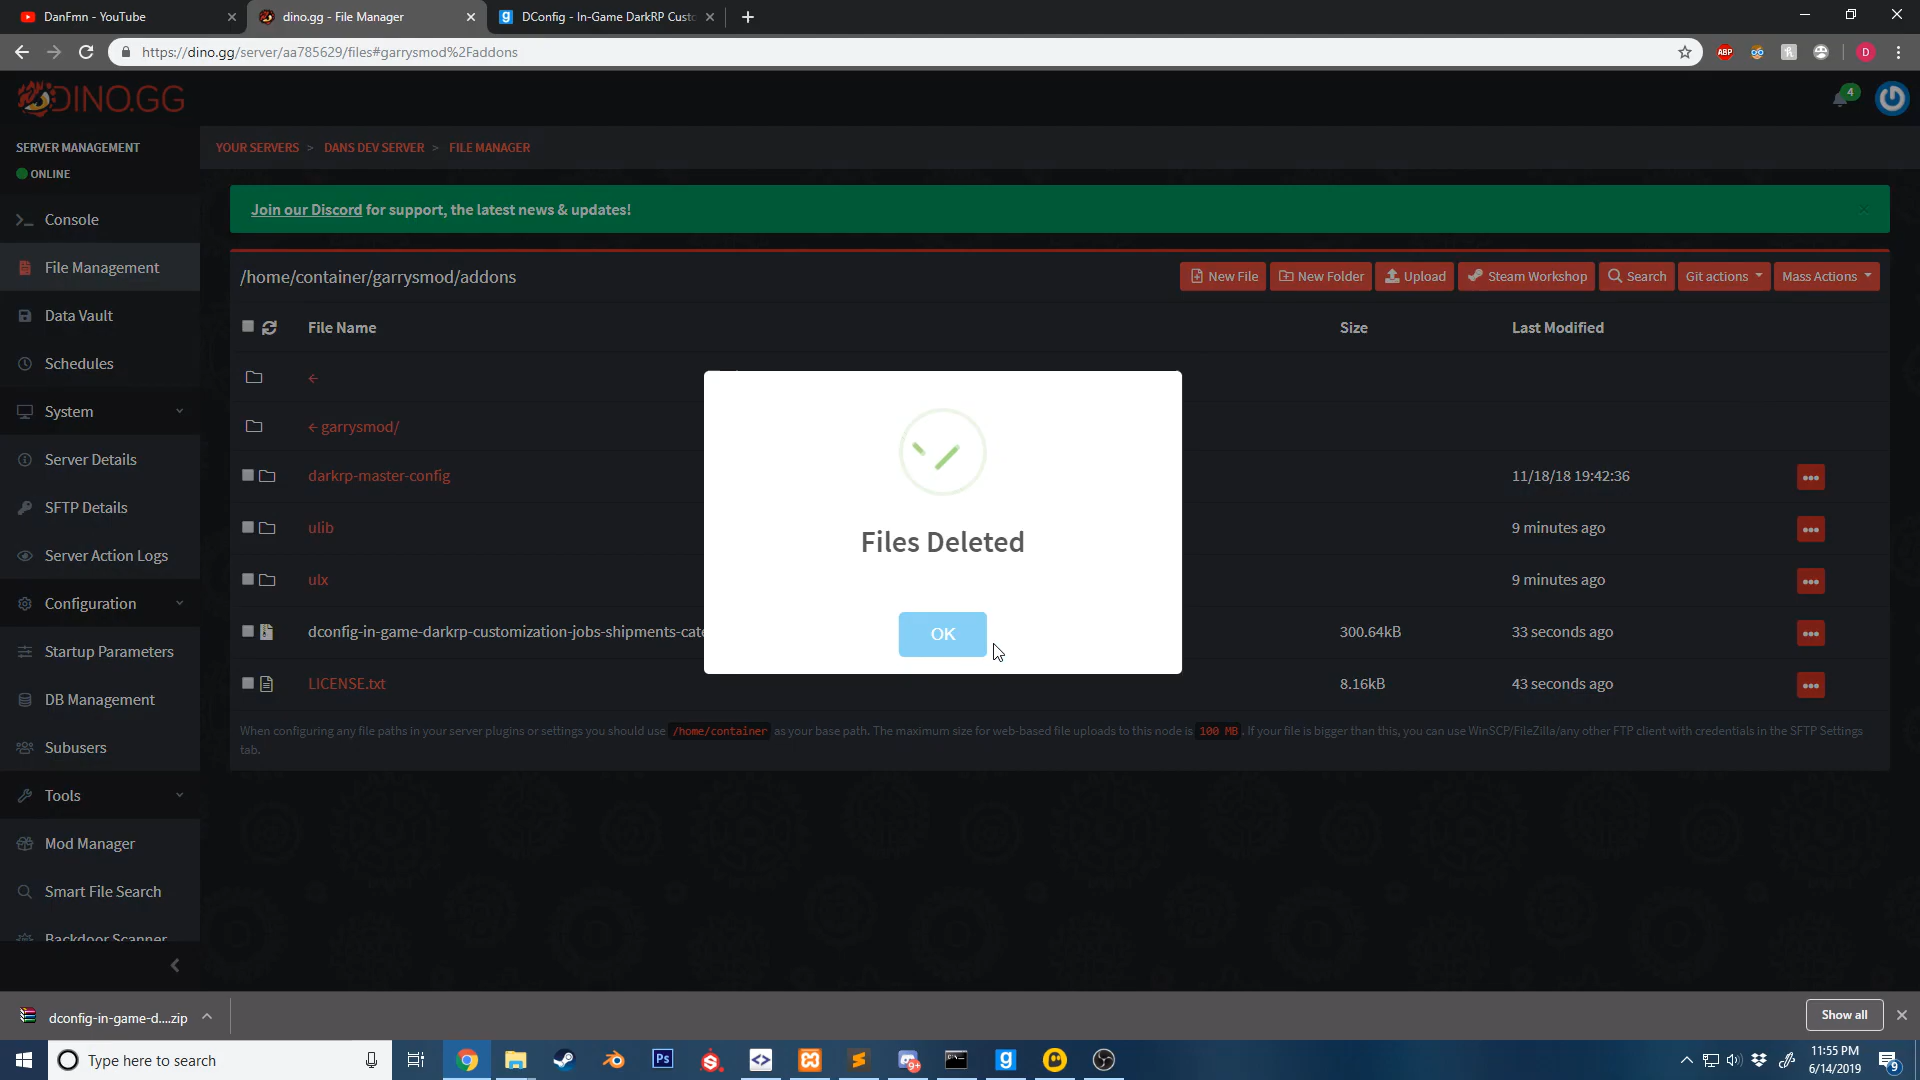 DanFmn - YouTube
dino.gg - File Manager
DConfig - In-Game DarkRP Custo
https://dino.gg/server/aa785629/files#garrysmod%2Faddons
ABP
D
DINO.GG
4
SERVER MANAGEMENT
ONLINE
YOUR SERVERS > DANS DEV SERVER > FILE MANAGER
Console
File Management
Data Vault
Schedules
System
Server Details
SFTP Details
Server Action Logs
Configuration
Startup Parameters
DB Management
Subusers
Tools
Mod Manager
Smart File Search
Backdoor Scanner
Join our Discord for support, the latest news & updates!
/home/container/garrysmod/addons
New File
New Folder
Upload
Steam Workshop
Search
Git actions
Mass Actions
File Name Size Last Modified
←
← garrysmod/
darkrp-master-config 11/18/18 19:42:36
ulib 9 minutes ago
ulx 9 minutes ago
dconfig-in-game-darkrp-customization-jobs-shipments-cate 300.64kB 33 seconds ago
LICENSE.txt 8.16kB 43 seconds ago
Files Deleted
OK
When configuring any file paths in your server plugins or settings you should use /home/container as your base path. The maximum size for web-based file uploads to this node is 100 MB. If your file is bigger than this, you can use WinSCP/FileZilla/any other FTP client with credentials in the SFTP Settings
tab.
dconfig-in-game-d....zip
Show all
Type here to search
Ps
9+
11:55 PM
6/14/2019
9